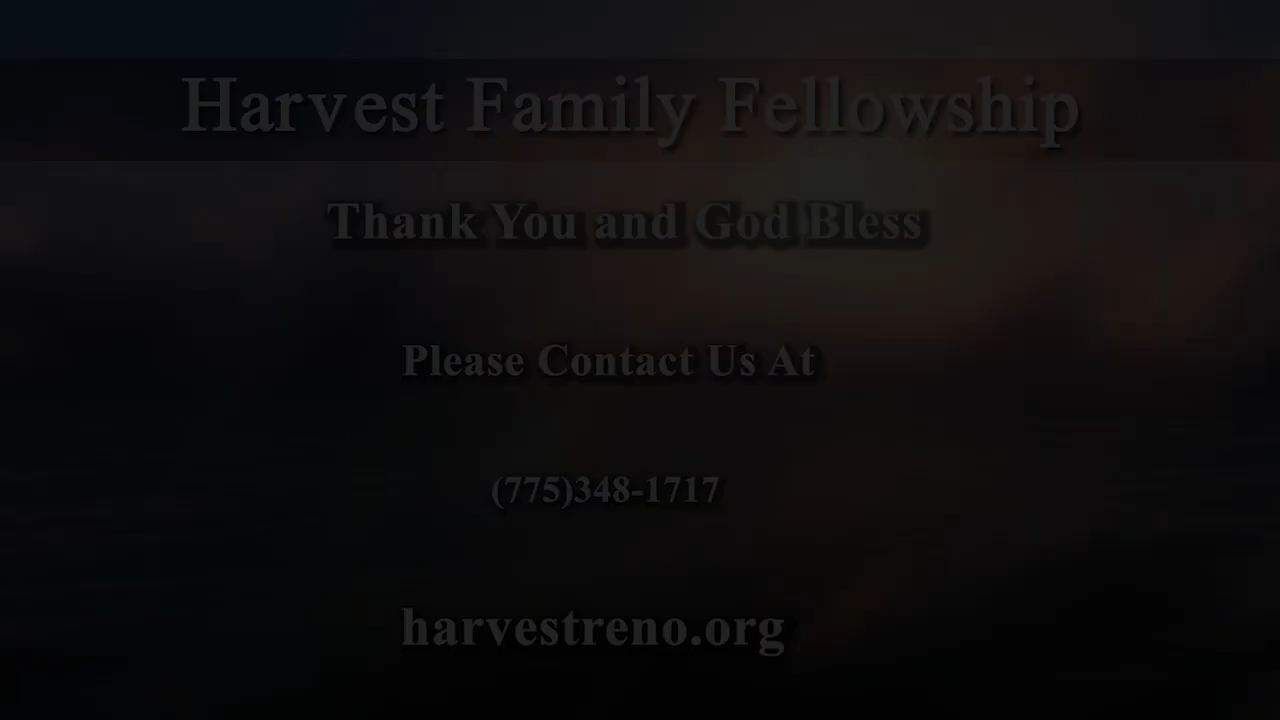 Harvest Family Fellowship
Thank You and God Bless
Please Contact Us At
(775)348-1717
harvestreno.org